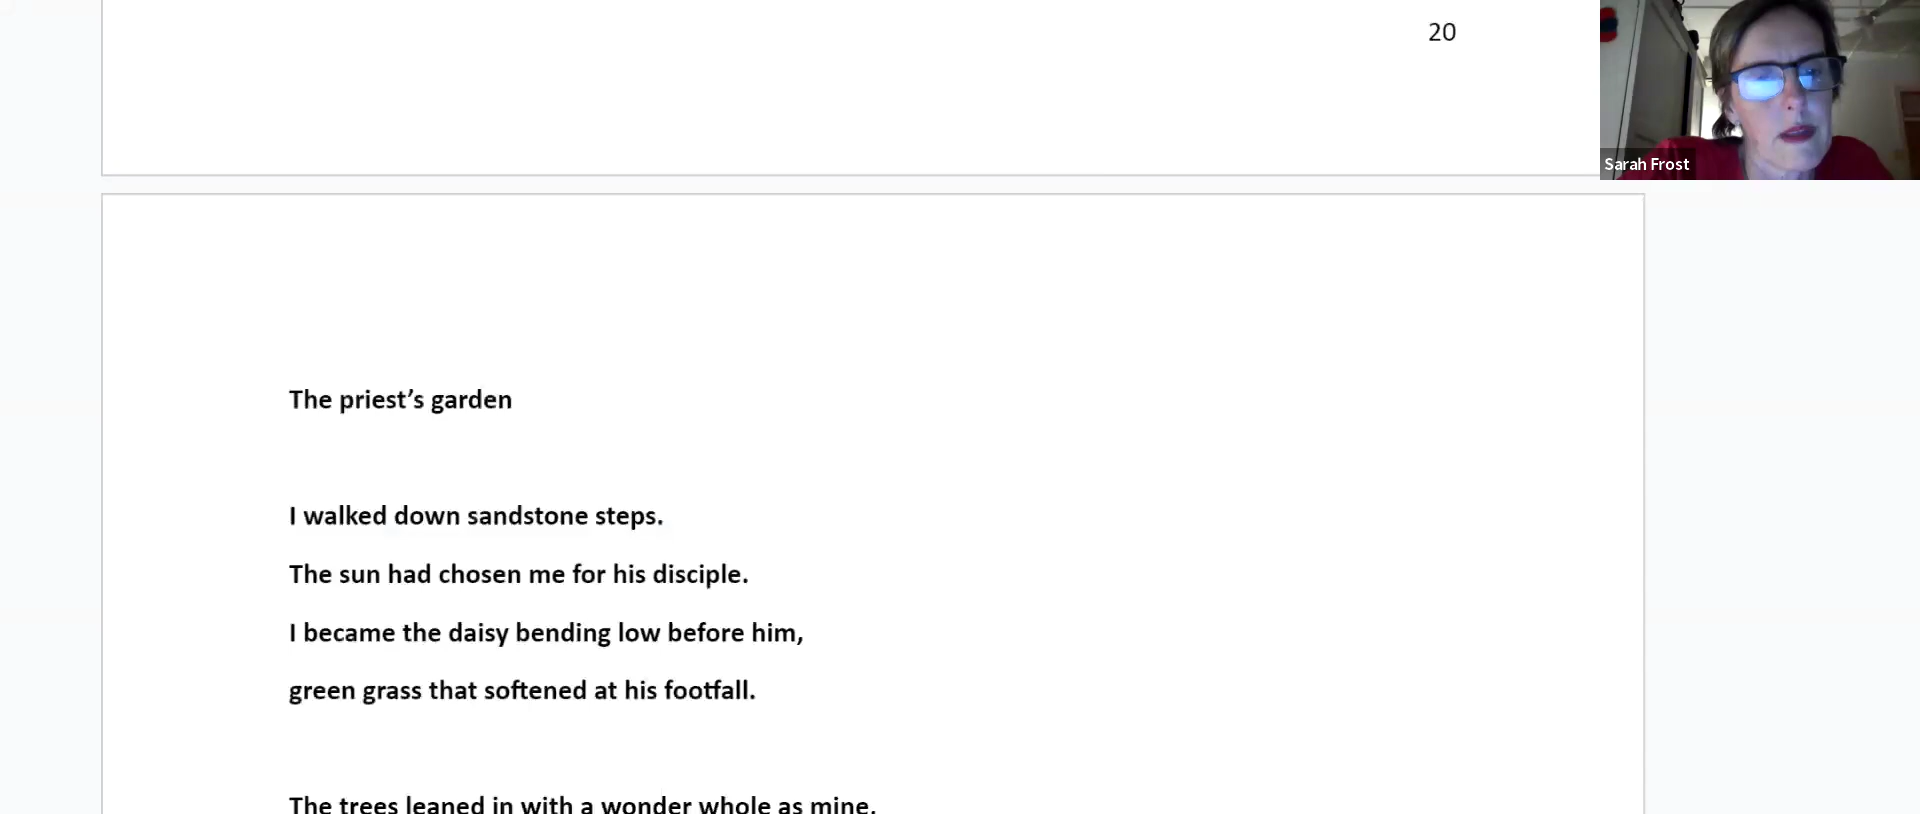 20
Sarah Frost
The priest’s garden
I walked down sandstone steps.
The sun had chosen me for his disciple.
I became the daisy bending low before him,
green grass that softened at his footfall.
The trees leaned in with a wonder whole as mine.